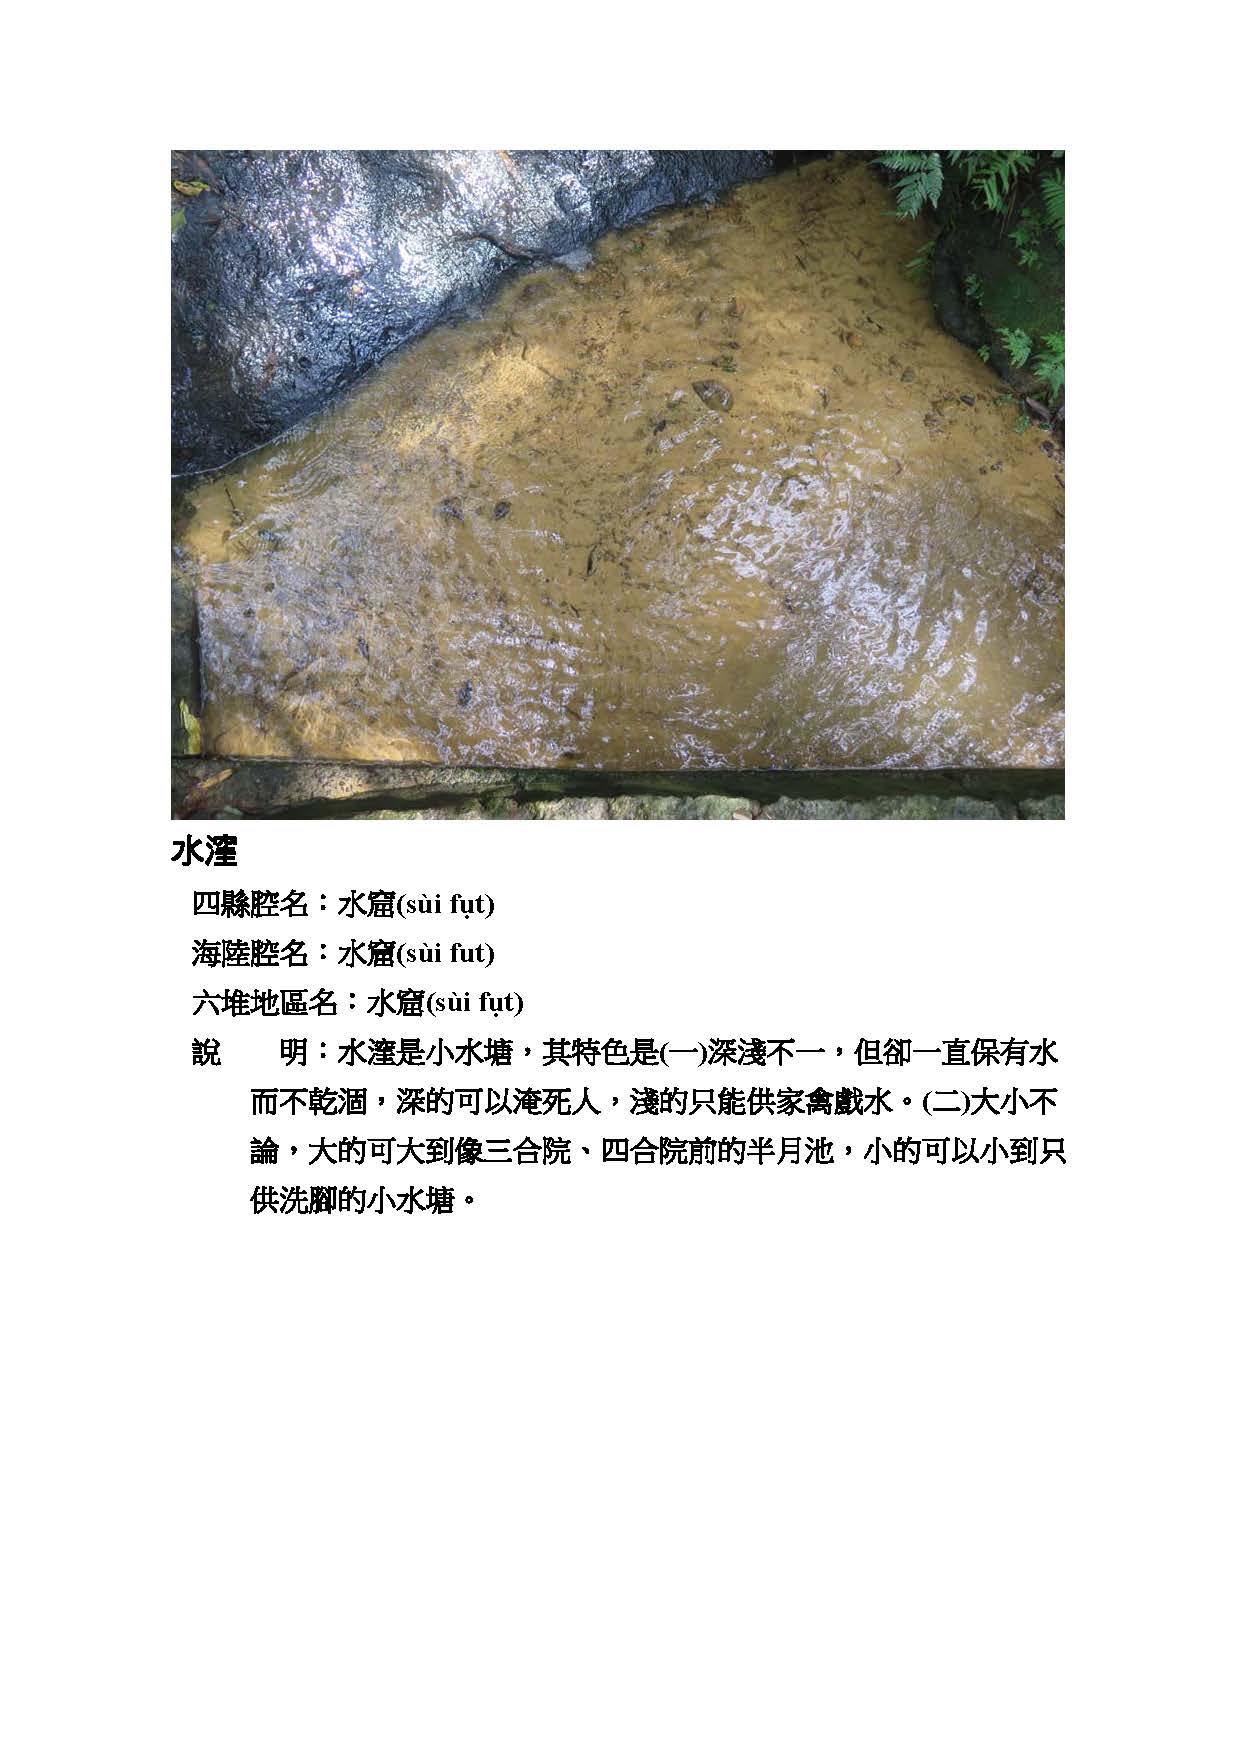 水漥
四縣腔名：水窟(sùi fụt)
海陸腔名：水窟(sùi fut)
六堆地區名：水窟(sùi fụt)
說　　明：水漥是小水塘，其特色是(一)深淺不一，但卻一直保有水
而不乾涸，深的可以淹死人，淺的只能供家禽戲水。(二)大小不
論，大的可大到像三合院、四合院前的半月池，小的可以小到只
供洗腳的小水塘。